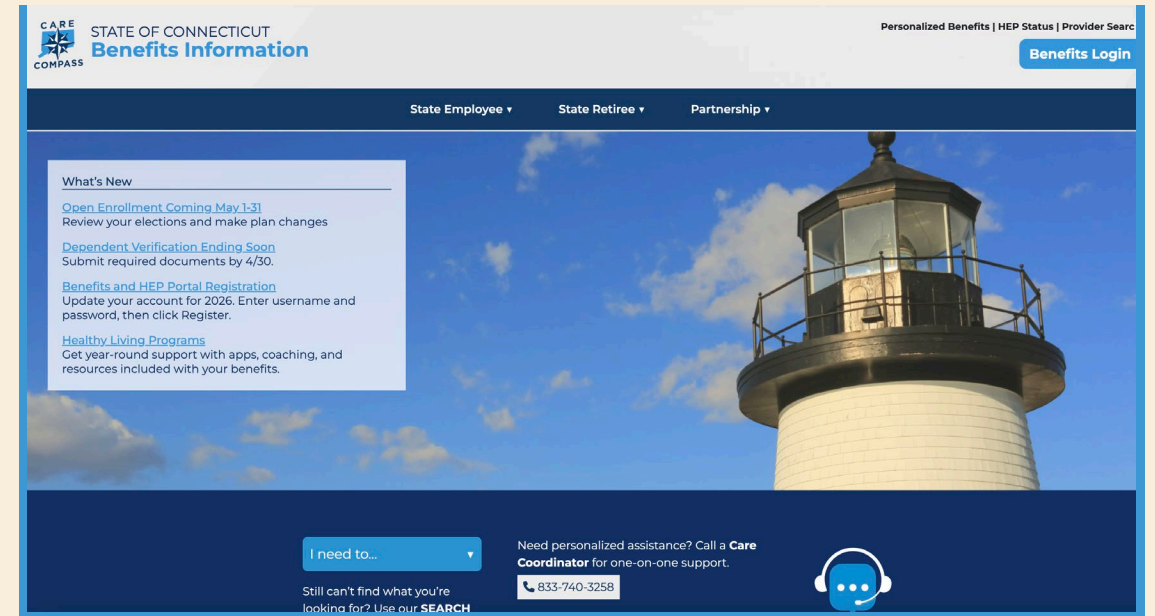 CARE
COMPASS
STATE OF CONNECTICUT
Benefits Information
Personalized Benefits | HEP Status | Provider Searc
Benefits Login
State Employee ▾
State Retiree ▾
Partnership ▾
What's New
Open Enrollment Coming May 1-31
Review your elections and make plan changes
Dependent Verification Ending Soon
Submit required documents by 4/30.
Benefits and HEP Portal Registration
Update your account for 2026. Enter username and
password, then click Register.
Healthy Living Programs
Get year-round support with apps, coaching, and
resources included with your benefits.
I need to... ▾
Still can't find what you're
looking for? Use our SEARCH
Need personalized assistance? Call a Care
Coordinator for one-on-one support.
833-740-3258